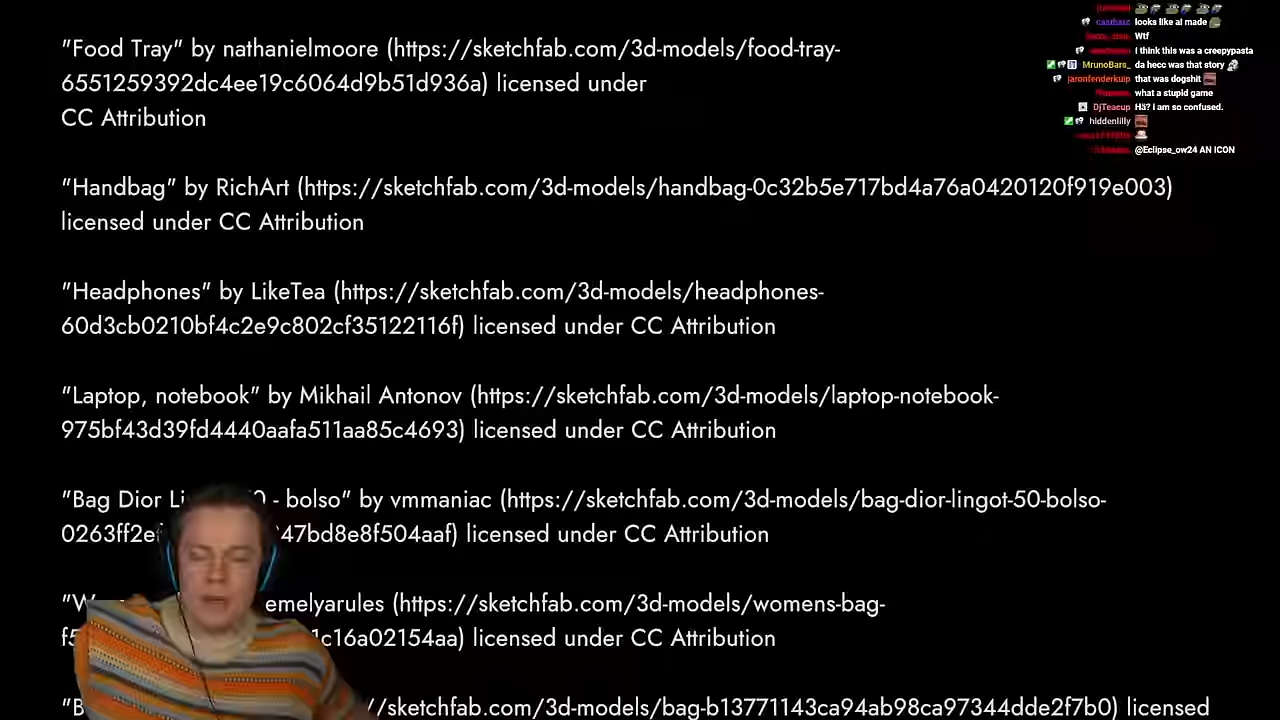 "Food Tray" by nathanielmoore (https://sketchfab.com/3d-models/food-tray-
6551259392dc4ee19c6064d9b51d936a) licensed under
CC Attribution
"Handbag" by RichArt (https://sketchfab.com/3d-models/handbag-0c32b5e717bd4a76a0420120f919e003)
licensed under CC Attribution
"Headphones" by LikeTea (https://sketchfab.com/3d-models/headphones-
60d3cb0210bf4c2e9c802cf35122116f) licensed under CC Attribution
"Laptop, notebook" by Mikhail Antonov (https://sketchfab.com/3d-models/laptop-notebook-
975bf43d39fd4440aafa511aa85c4693) licensed under CC Attribution
"Bag Dior - bolso" by vmmaniac (https://sketchfab.com/3d-models/bag-dior-lingot-50-bolso-
47bd8e8f504aaf) licensed under CC Attribution
emelyarules (https://sketchfab.com/3d-models/womens-bag-
1c16a02154aa) licensed under CC Attribution
//sketchfab.com/3d-models/bag-b13771143ca94ab98ca97344dde2f7b0) licensed
looks like aI made
Wtf
I think this was a creepypasta
MrunoBars_ da hecc was that story
jaronfenderkuip that was dogshit
what a stupid game
DjTeacup Hä? i am so confused.
hiddenlilly
@Eclipse_ow24 AN ICON